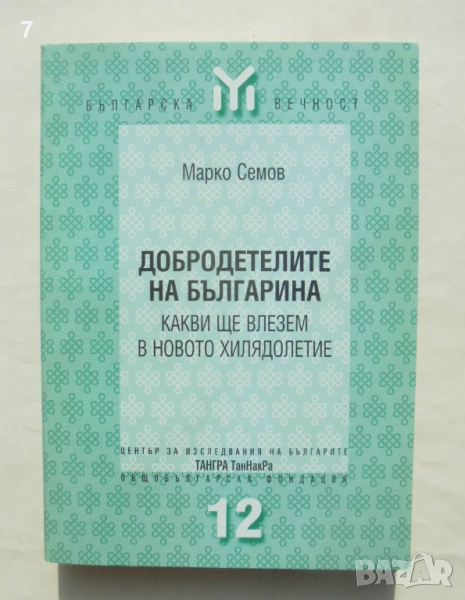 7
БЪЛГАРСКА ВЕЧНОСТ
Марко Семов
ДОБРОДЕТЕЛИТЕ
НА БЪЛГАРИНА
КАКВИ ЩЕ ВЛЕЗЕМ
В НОВОТО ХИЛЯДОЛЕТИЕ
ЦЕНТЪР ЗА ИЗСЛЕДВАНИЯ НА БЪЛГАРИТЕ
ТАНГРА ТанНакРа
ОБЩОБЪЛГАРСКА ФОНДАЦИЯ
12
BAZAR